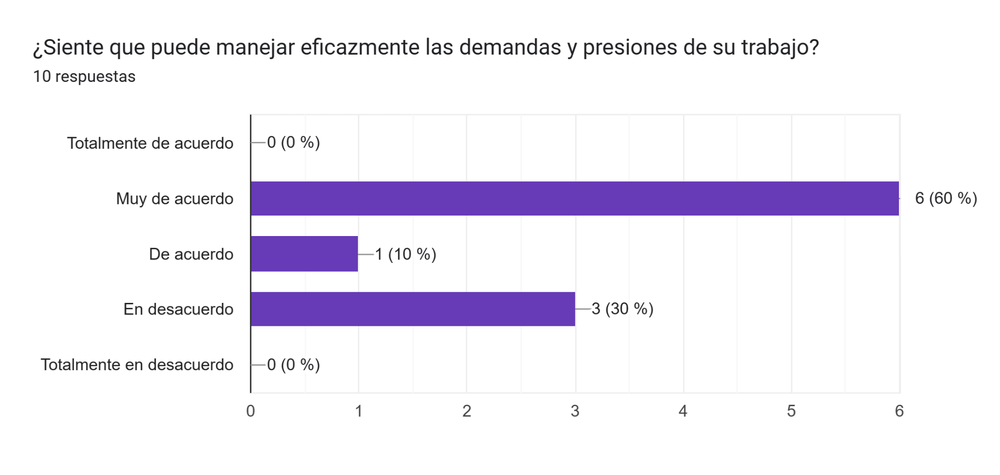 ¿Siente que puede manejar eficazmente las demandas y presiones de su trabajo?
10 respuestas
Totalmente de acuerdo 0 (0 %)
Muy de acuerdo 6 (60 %)
De acuerdo 1 (10 %)
En desacuerdo 3 (30 %)
Totalmente en desacuerdo 0 (0 %)
0 1 2 3 4 5 6